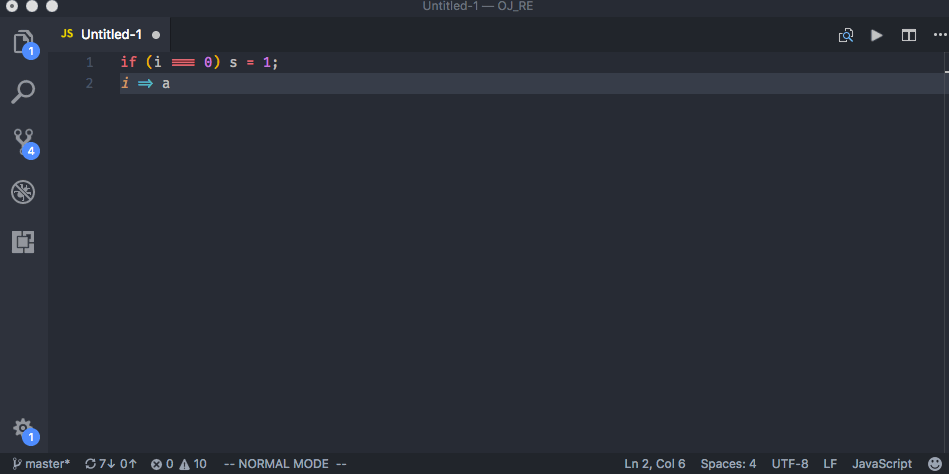 Untitled-1 — OJ_RE
JS Untitled-1
1
1 if (i === 0) s = 1;
2 i => a
4
1
master* 7↓ 0↑ 0 10 -- NORMAL MODE -- Ln 2, Col 6 Spaces: 4 UTF-8 LF JavaScript